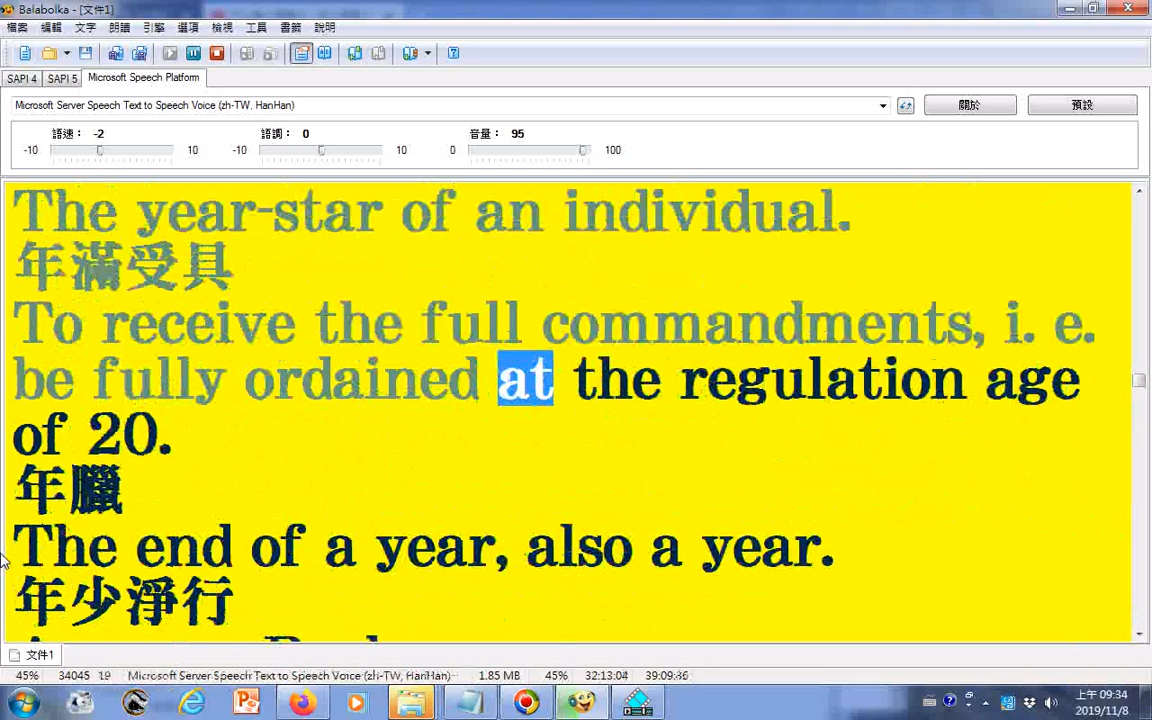 Balabolka - [文件1]
檔案 編輯 文字 朗讀 引擎 選項 檢視 工具 書籤 說明
SAPI 4 SAPI 5 Microsoft Speech Platform
Microsoft Server Speech Text to Speech Voice (zh-TW, HanHan) 關於 預設
語速： -2 語調： 0 音量： 95
-10 10 -10 10 0 100
The year-star of an individual.
年滿受具
To receive the full commandments, i. e.
be fully ordained at the regulation age
of 20.
年臘
The end of a year, also a year.
年少淨行
文件1
45% 34045 19 Microsoft Server Speech Text to Speech Voice (zh-TW, HanHan) 1.85 MB 45% 32:13:04 39:09:36
上午 09:34
2019/11/8